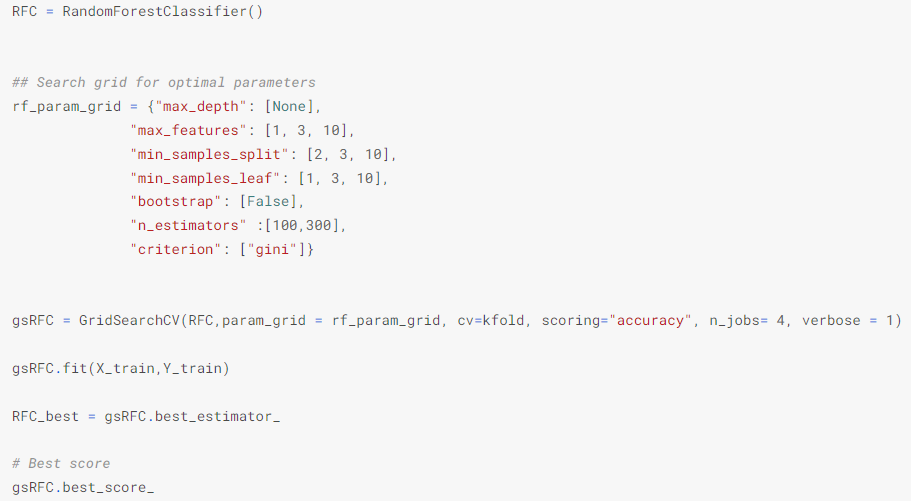 RFC = RandomForestClassifier()
## Search grid for optimal parameters
rf_param_grid = {"max_depth": [None],
"max_features": [1, 3, 10],
"min_samples_split": [2, 3, 10],
"min_samples_leaf": [1, 3, 10],
"bootstrap": [False],
"n_estimators" :[100,300],
"criterion": ["gini"]}
gsRFC = GridSearchCV(RFC,param_grid = rf_param_grid, cv=kfold, scoring="accuracy", n_jobs= 4, verbose = 1)
gsRFC.fit(X_train,Y_train)
RFC_best = gsRFC.best_estimator_
# Best score
gsRFC.best_score_